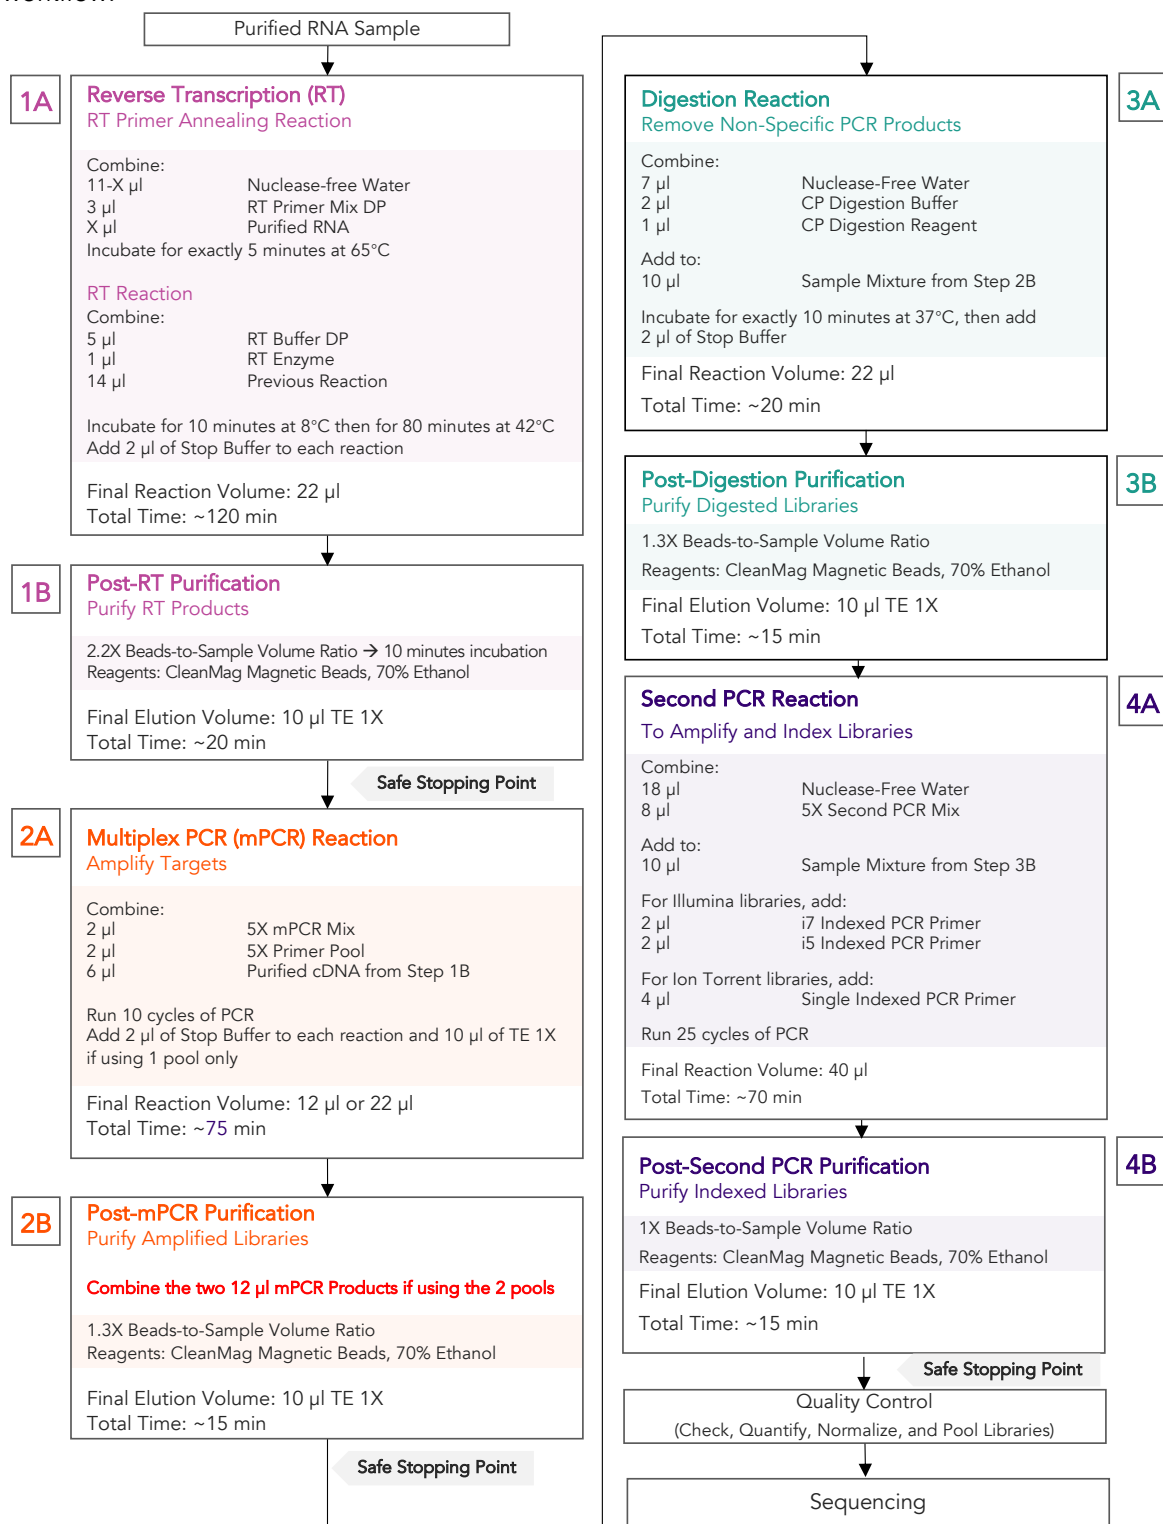 Purified RNA Sample
1A
Reverse Transcription (RT)
RT Primer Annealing Reaction
Combine:
11-X µl Nuclease-free Water
3 µl RT Primer Mix DP
X µl Purified RNA
Incubate for exactly 5 minutes at 65°C
RT Reaction
Combine:
5 µl RT Buffer DP
1 µl RT Enzyme
14 µl Previous Reaction
Incubate for 10 minutes at 8°C then for 80 minutes at 42°C
Add 2 µl of Stop Buffer to each reaction
Final Reaction Volume: 22 µl
Total Time: ~120 min
1B
Post-RT Purification
Purify RT Products
2.2X Beads-to-Sample Volume Ratio → 10 minutes incubation
Reagents: CleanMag Magnetic Beads, 70% Ethanol
Final Elution Volume: 10 µl TE 1X
Total Time: ~20 min
Safe Stopping Point
2A
Multiplex PCR (mPCR) Reaction
Amplify Targets
Combine:
2 µl 5X mPCR Mix
2 µl 5X Primer Pool
6 µl Purified cDNA from Step 1B
Run 10 cycles of PCR
Add 2 µl of Stop Buffer to each reaction and 10 µl of TE 1X
if using 1 pool only
Final Reaction Volume: 12 µl or 22 µl
Total Time: ~75 min
2B
Post-mPCR Purification
Purify Amplified Libraries
Combine the two 12 µl mPCR Products if using the 2 pools
1.3X Beads-to-Sample Volume Ratio
Reagents: CleanMag Magnetic Beads, 70% Ethanol
Final Elution Volume: 10 µl TE 1X
Total Time: ~15 min
Safe Stopping Point
3A
Digestion Reaction
Remove Non-Specific PCR Products
Combine:
7 µl Nuclease-Free Water
2 µl CP Digestion Buffer
1 µl CP Digestion Reagent
Add to:
10 µl Sample Mixture from Step 2B
Incubate for exactly 10 minutes at 37°C, then add
2 µl of Stop Buffer
Final Reaction Volume: 22 µl
Total Time: ~20 min
3B
Post-Digestion Purification
Purify Digested Libraries
1.3X Beads-to-Sample Volume Ratio
Reagents: CleanMag Magnetic Beads, 70% Ethanol
Final Elution Volume: 10 µl TE 1X
Total Time: ~15 min
4A
Second PCR Reaction
To Amplify and Index Libraries
Combine:
18 µl Nuclease-Free Water
8 µl 5X Second PCR Mix
Add to:
10 µl Sample Mixture from Step 3B
For Illumina libraries, add:
2 µl i7 Indexed PCR Primer
2 µl i5 Indexed PCR Primer
For Ion Torrent libraries, add:
4 µl Single Indexed PCR Primer
Run 25 cycles of PCR
Final Reaction Volume: 40 µl
Total Time: ~70 min
4B
Post-Second PCR Purification
Purify Indexed Libraries
1X Beads-to-Sample Volume Ratio
Reagents: CleanMag Magnetic Beads, 70% Ethanol
Final Elution Volume: 10 µl TE 1X
Total Time: ~15 min
Safe Stopping Point
Quality Control
(Check, Quantify, Normalize, and Pool Libraries)
Sequencing